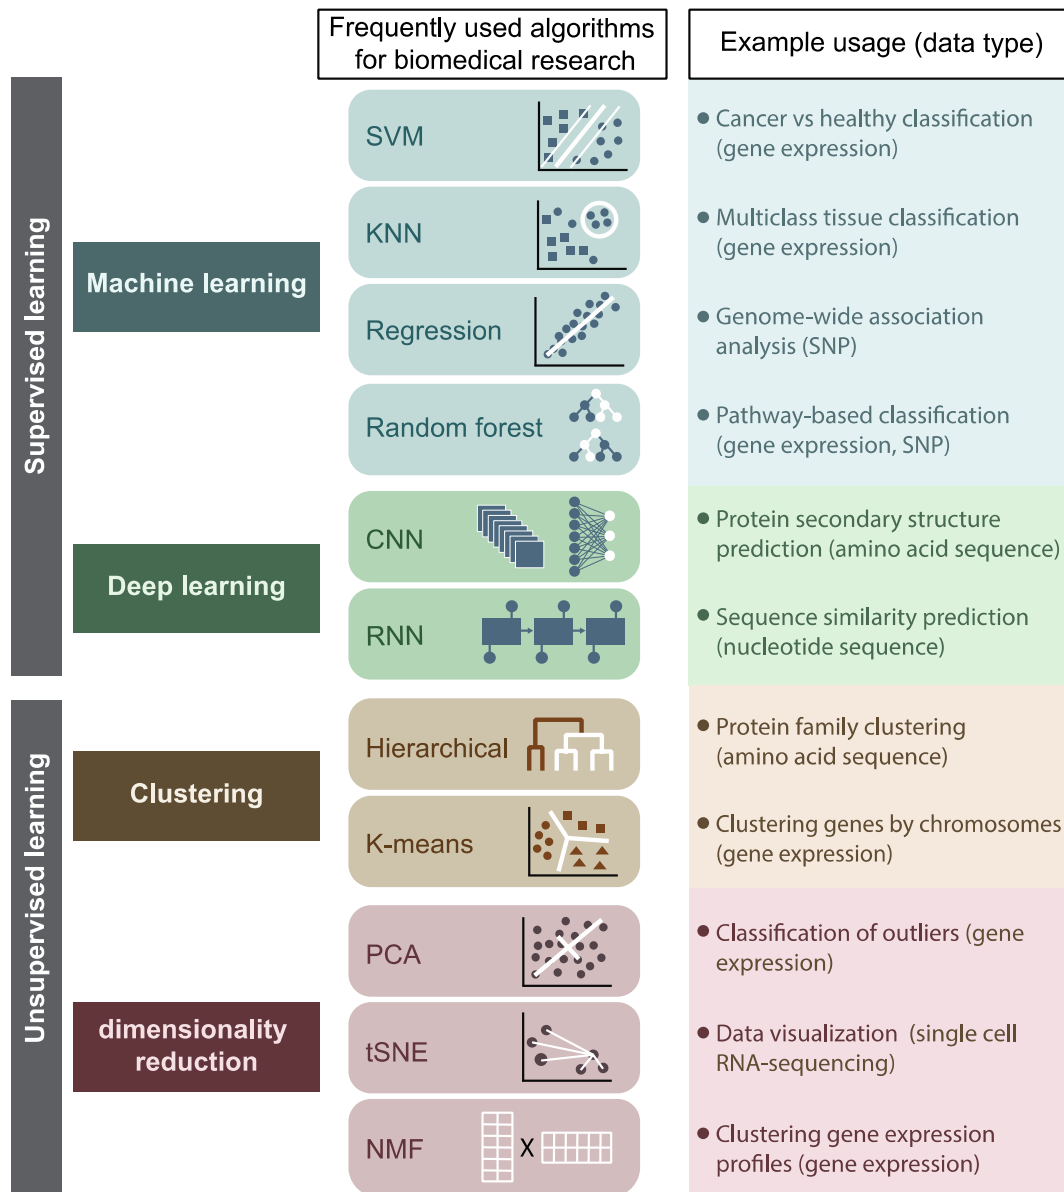 Frequently used algorithms
for biomedical research
Example usage (data type)
Supervised learning
Machine learning
SVM
• Cancer vs healthy classification
(gene expression)
KNN
• Multiclass tissue classification
(gene expression)
Regression
• Genome-wide association
analysis (SNP)
Random forest
• Pathway-based classification
(gene expression, SNP)
Deep learning
CNN
• Protein secondary structure
prediction (amino acid sequence)
RNN
• Sequence similarity prediction
(nucleotide sequence)
Unsupervised learning
Clustering
Hierarchical
• Protein family clustering
(amino acid sequence)
K-means
• Clustering genes by chromosomes
(gene expression)
dimensionality
reduction
PCA
• Classification of outliers (gene
expression)
tSNE
• Data visualization (single cell
RNA-sequencing)
NMF
X
• Clustering gene expression
profiles (gene expression)